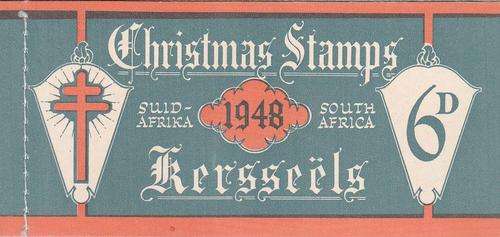 Christmas Stamps
SUID-
AFRIKA
1948
SOUTH
AFRICA
6D
Kersseëls